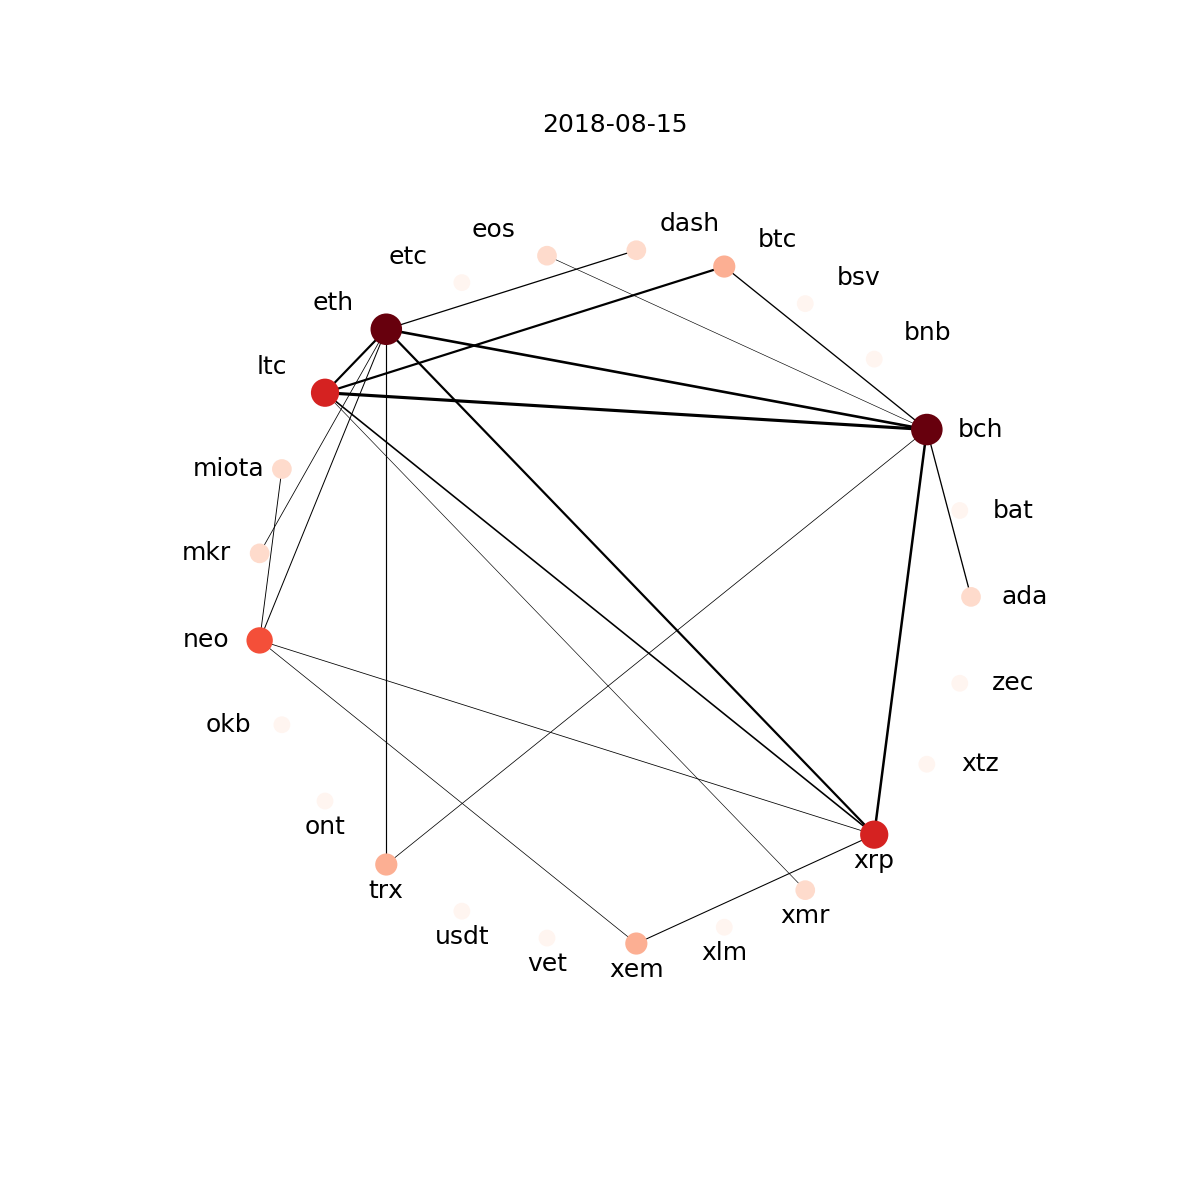 2018-08-15
dash
eos
btc
etc
bsv
eth
bnb
ltc
bch
miota
bat
mkr
ada
neo
zec
okb
xtz
ont
xrp
trx
xmr
usdt
xlm
vet
xem